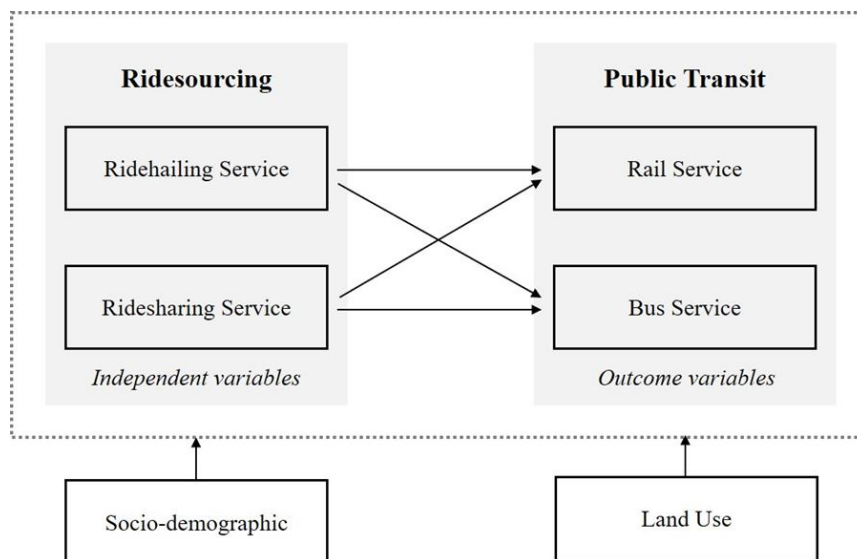 Ridesourcing
Public Transit
Ridehailing Service
Rail Service
Ridesharing Service
Bus Service
Independent variables
Outcome variables
Socio-demographic
Land Use